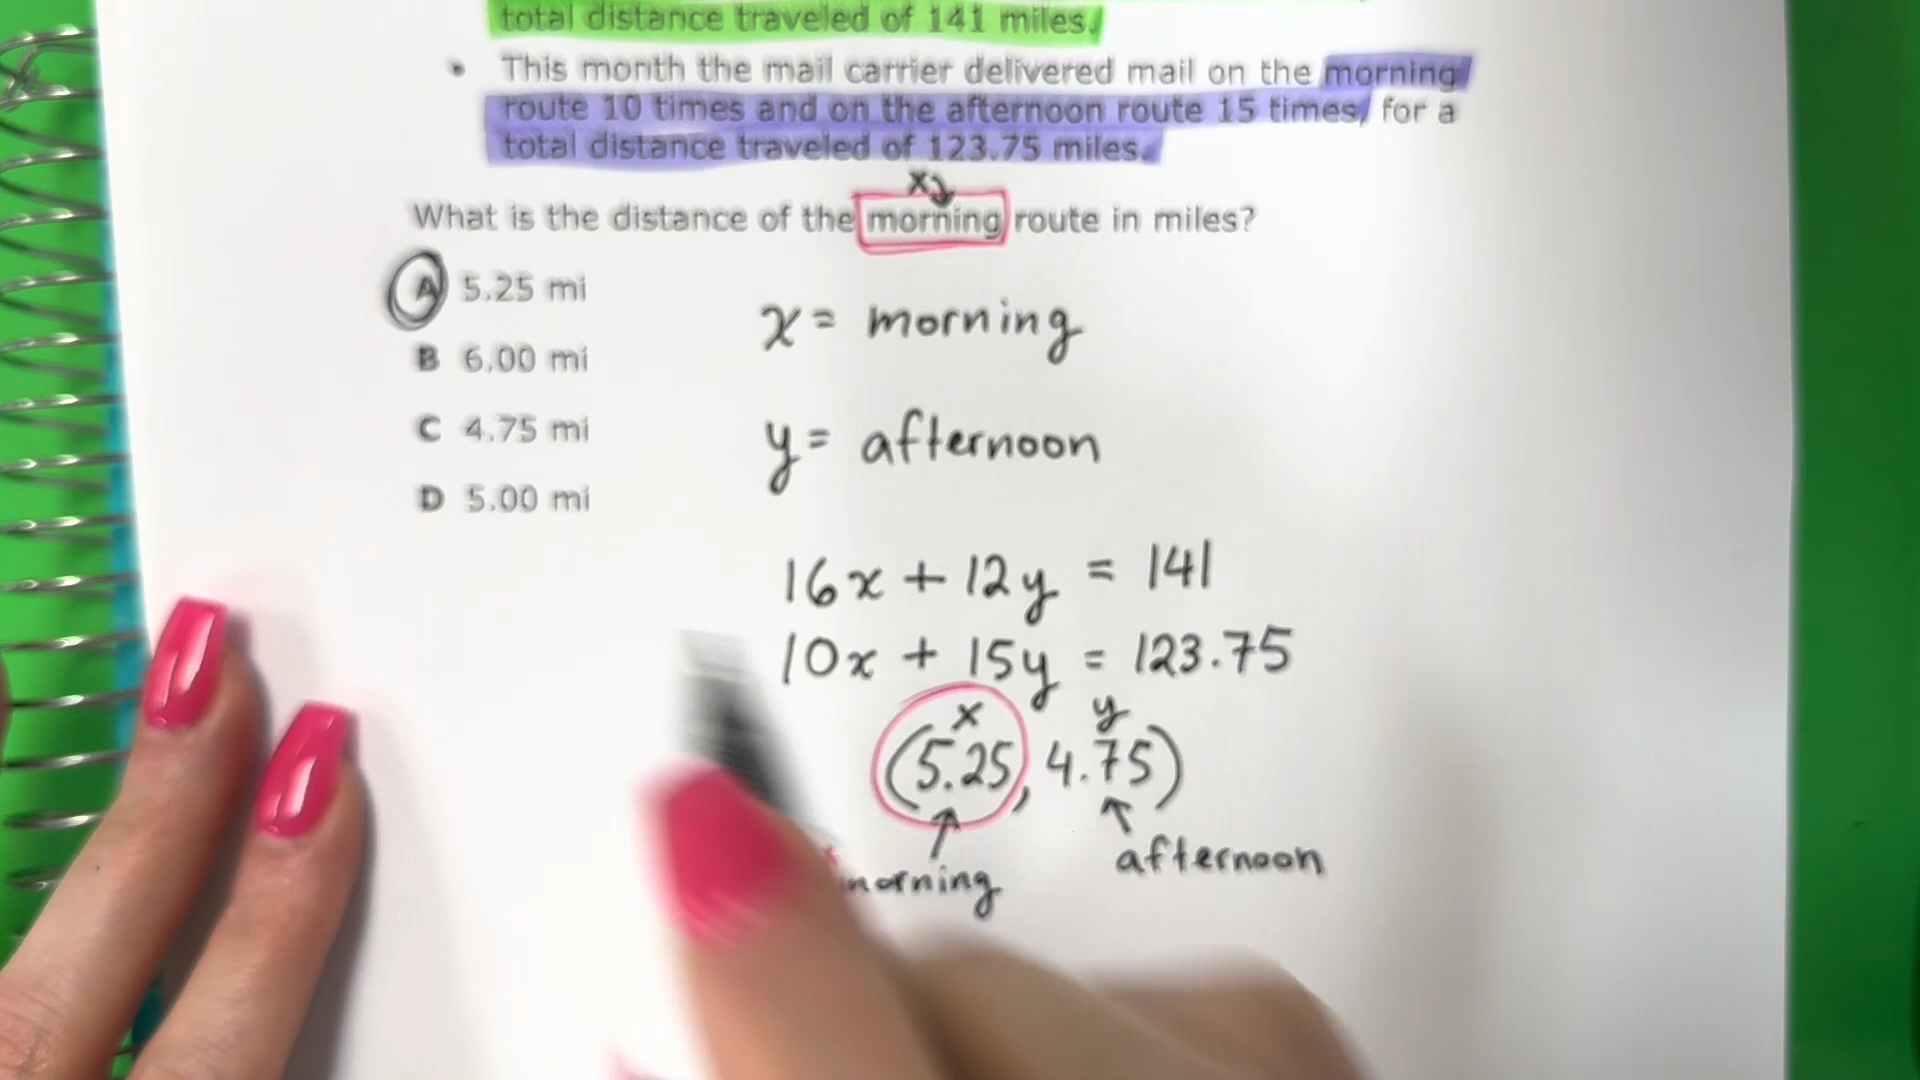 total distance traveled of 141 miles.
• This month the mail carrier delivered mail on the morning
route 10 times and on the afternoon route 15 times, for a
total distance traveled of 123.75 miles.
x
What is the distance of the morning route in miles?
A 5.25 mi
B 6.00 mi
C 4.75 mi
D 5.00 mi
x = morning
y = afternoon
16x + 12y = 141
10x + 15y = 123.75
x y
(5.25, 4.75)
morning
afternoon